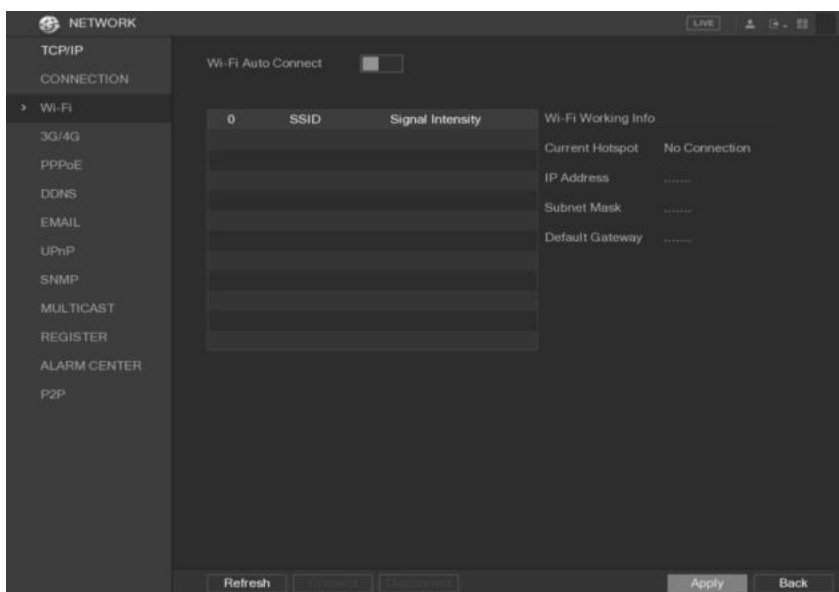 NETWORK
LIVE
TCP/IP
CONNECTION
> Wi-Fi
3G/4G
PPPoE
DDNS
EMAIL
UPnP
SNMP
MULTICAST
REGISTER
ALARM CENTER
P2P
Wi-Fi Auto Connect
0 SSID Signal Intensity
Wi-Fi Working Info
Current Hotspot No Connection
IP Address .......
Subnet Mask .......
Default Gateway .......
Refresh Connect Disconnect Apply Back